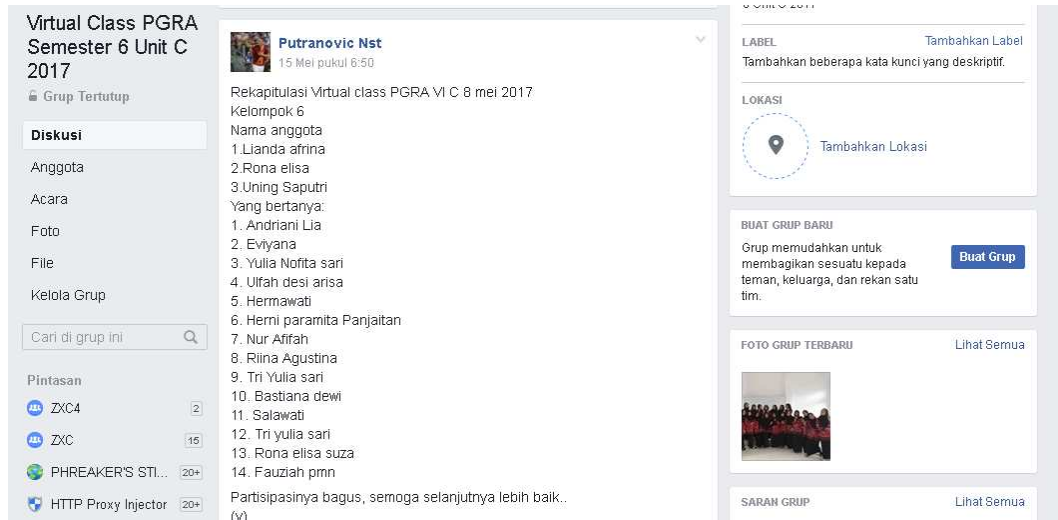 Virtual Class PGRA
Semester 6 Unit C
2017
Grup Tertutup
Diskusi
Anggota
Acara
Foto
File
Kelola Grup
Cari di grup ini
Pintasan
ZXC4 2
ZXC 15
PHREAKER'S STI... 20+
HTTP Proxy Injector 20+
Putranovic Nst
15 Mei pukul 6:50
Rekapitulasi Virtual class PGRA VI C 8 mei 2017
Kelompok 6
Nama anggota
1.Lianda afrina
2.Rona elisa
3.Uning Saputri
Yang bertanya:
1. Andriani Lia
2. Eviyana
3. Yulia Nofita sari
4. Ulfah desi arisa
5. Hermawati
6. Herni paramita Panjaitan
7. Nur Afifah
8. Riina Agustina
9. Tri Yulia sari
10. Bastiana dewi
11. Salawati
12. Tri yulia sari
13. Rona elisa suza
14. Fauziah pmn
Partisipasinya bagus, semoga selanjutnya lebih baik..
(y)
LABEL Tambahkan Label
Tambahkan beberapa kata kunci yang deskriptif.
LOKASI
Tambahkan Lokasi
BUAT GRUP BARU
Grup memudahkan untuk
membagikan sesuatu kepada
teman, keluarga, dan rekan satu
tim.
Buat Grup
FOTO GRUP TERBARU Lihat Semua
SARAN GRUP Lihat Semua